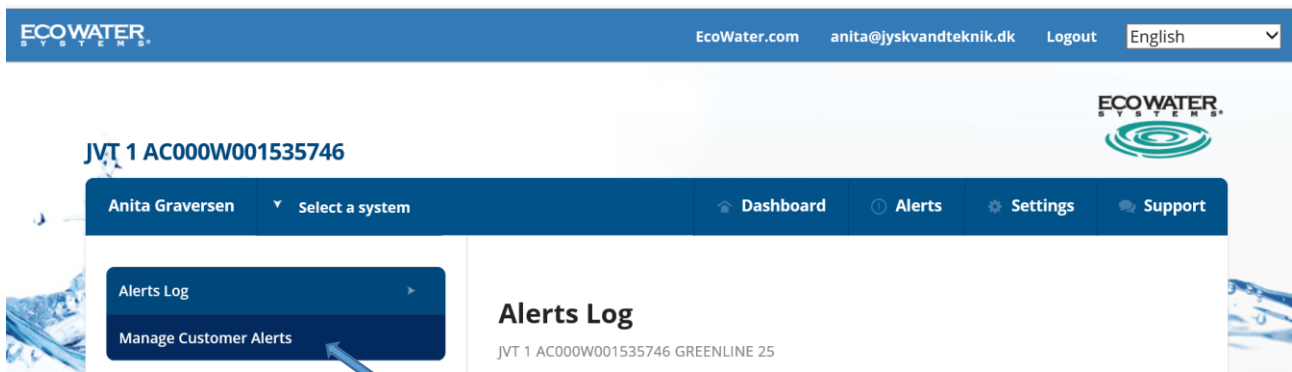 ECOWATER
SYSTEMS®
EcoWater.com anita@jyskvandteknik.dk Logout English
ECOWATER
SYSTEMS®
JVT 1 AC000W001535746
Anita Graversen Select a system Dashboard Alerts Settings Support
Alerts Log
Manage Customer Alerts
Alerts Log
JVT 1 AC000W001535746 GREENLINE 25